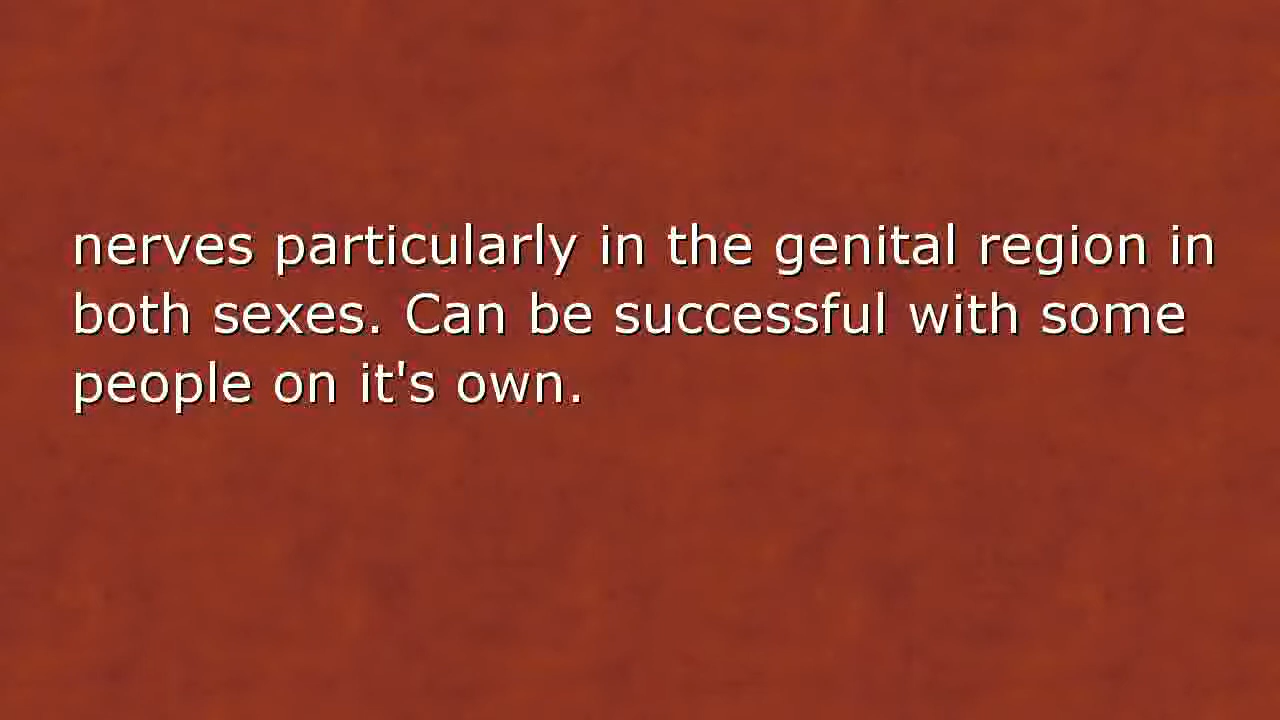 nerves particularly in the genital region in
both sexes. Can be successful with some
people on it's own.